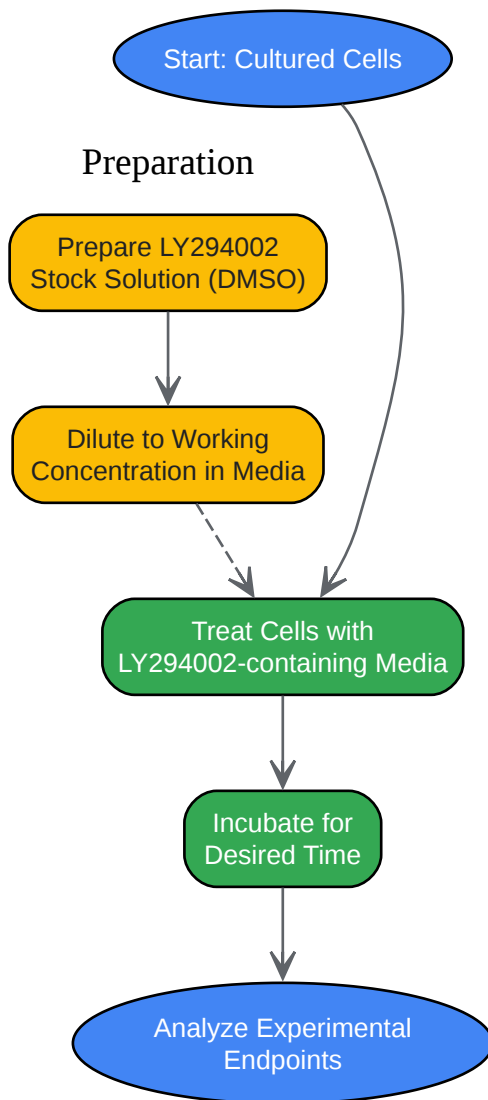 Start: Cultured Cells
Preparation
Prepare LY294002
Stock Solution (DMSO)
Dilute to Working
Concentration in Media
Treat Cells with
LY294002-containing Media
Incubate for
Desired Time
Analyze Experimental
Endpoints